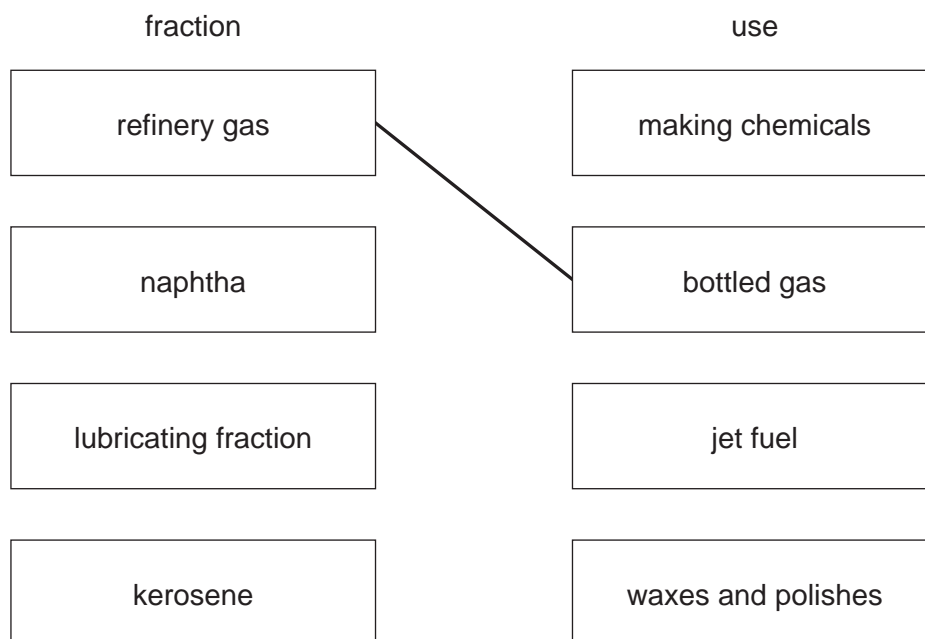 fraction use
refinery gas making chemicals
naphtha bottled gas
lubricating fraction jet fuel
kerosene waxes and polishes